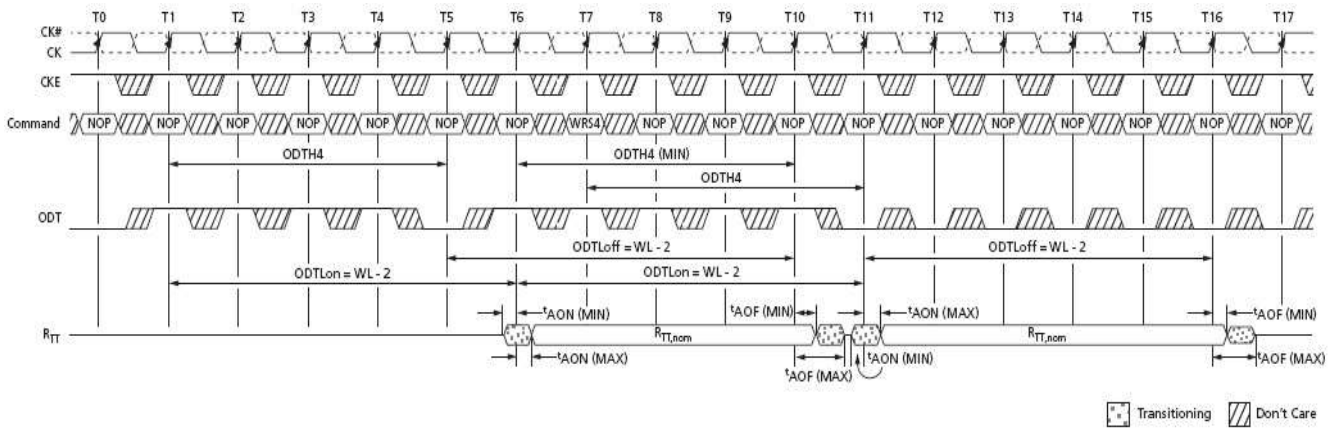 T0 T1 T2 T3 T4 T5 T6 T7 T8 T9 T10 T11 T12 T13 T14 T15 T16 T17
CK#
CK
CKE
Command NOP NOP NOP NOP NOP NOP NOP WRS4 NOP NOP NOP NOP NOP NOP NOP NOP NOP NOP
ODTH4 ODTH4 (MIN)
ODTH4
ODT
ODTLoff = WL - 2 ODTLoff = WL - 2
ODTLon = WL - 2 ODTLon = WL - 2
tAON (MIN) tAOF (MIN) tAON (MAX) tAOF (MIN)
RTT RTT,nom RTT,nom
tAON (MAX) tAOF (MAX) tAON (MIN) tAOF (MAX)
Transitioning Don't Care